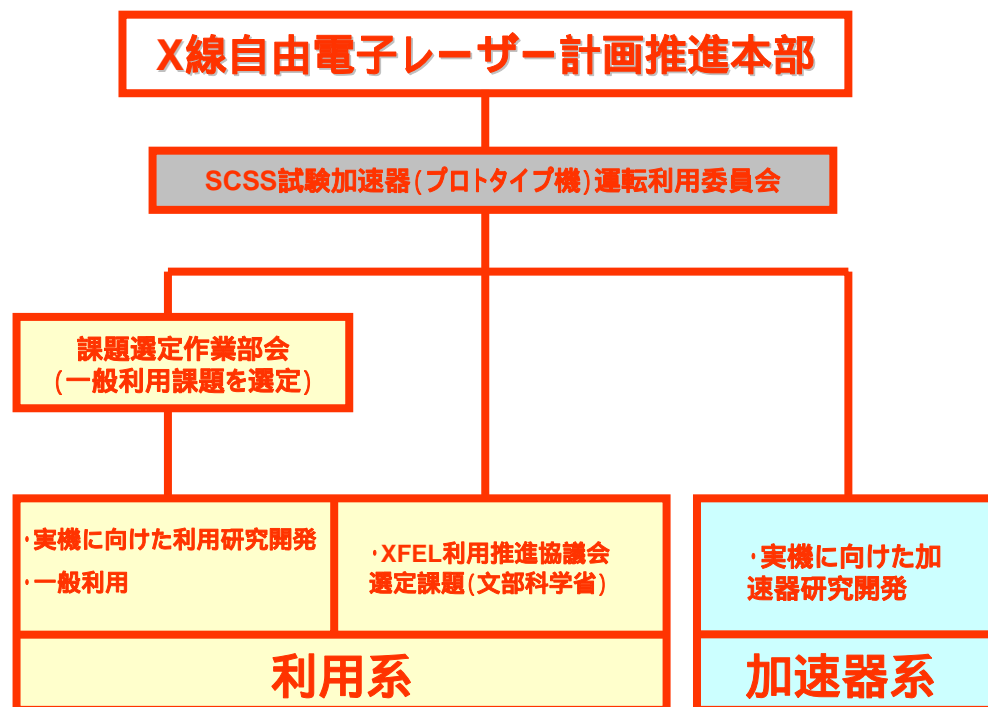 X線自由電子レーザー計画推進本部
SCSS試験加速器(プロトタイプ機)運転利用委員会
課題選定作業部会
(一般利用課題を選定)
・実機に向けた利用研究開発
・一般利用
・XFEL利用推進協議会
選定課題(文部科学省)
・実機に向けた加
速器研究開発
利用系
加速器系